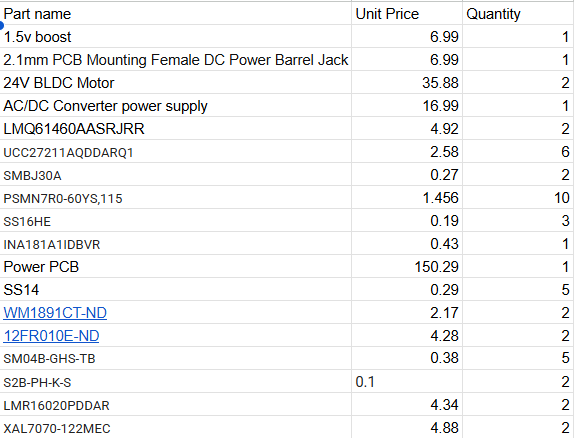 Part name Unit Price Quantity
1.5v boost 6.99 1
2.1mm PCB Mounting Female DC Power Barrel Jack 6.99 1
24V BLDC Motor 35.88 2
AC/DC Converter power supply 16.99 1
LMQ61460AASRJRR 4.92 2
UCC27211AQDDARQ1 2.58 6
SMBJ30A 0.27 2
PSMN7R0-60YS,115 1.456 10
SS16HE 0.19 3
INA181A1IDBVR 0.43 1
Power PCB 150.29 1
SS14 0.29 5
WM1891CT-ND 2.17 2
12FR010E-ND 4.28 2
SM04B-GHS-TB 0.38 5
S2B-PH-K-S 0.1 2
LMR16020PDDAR 4.34 2
XAL7070-122MEC 4.88 2